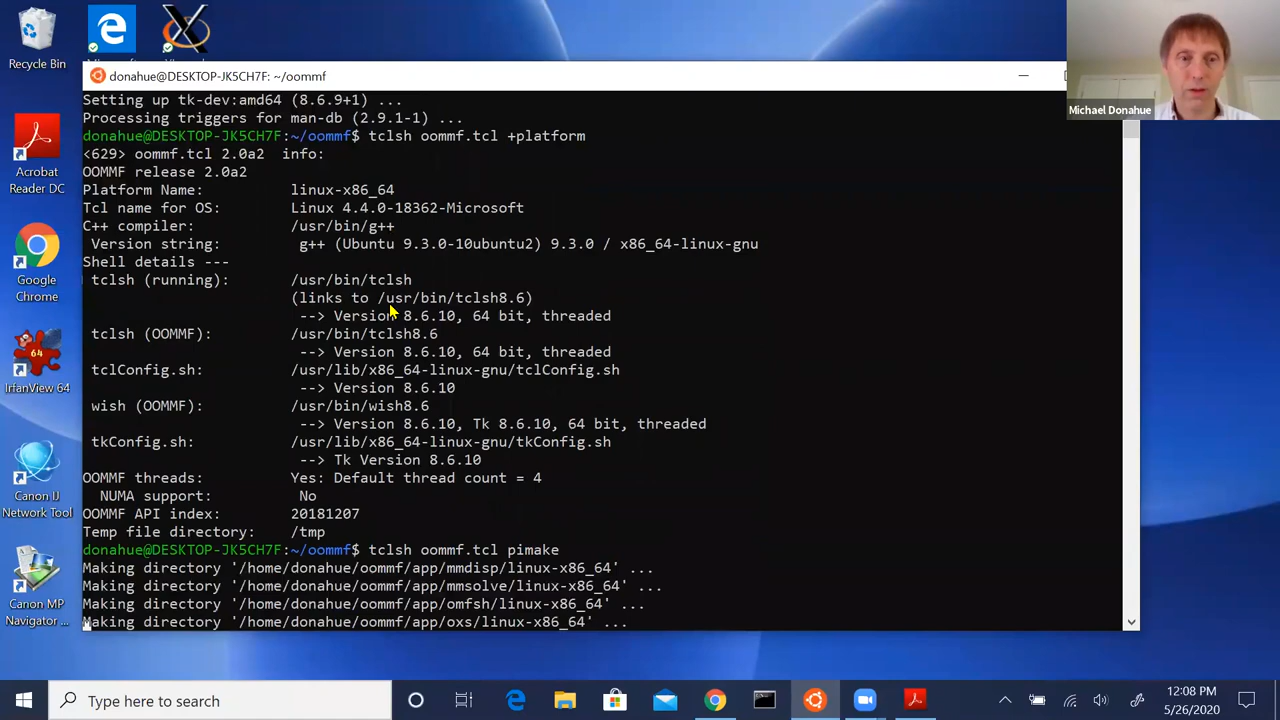 Recycle Bin
Acrobat
Reader DC
Google
Chrome
64
IrfanView 64
Canon IJ
Network Tool
Canon MP
Navigator ...
donahue@DESKTOP-JK5CH7F: ~/oommf
Michael Donahue
Setting up tk-dev:amd64 (8.6.9+1) ...
Processing triggers for man-db (2.9.1-1) ...
donahue@DESKTOP-JK5CH7F:~/oommf$ tclsh oommf.tcl +platform
<629> oommf.tcl 2.0a2  info:
OOMMF release 2.0a2
Platform Name: linux-x86_64
Tcl name for OS: Linux 4.4.0-18362-Microsoft
C++ compiler: /usr/bin/g++
Version string: g++ (Ubuntu 9.3.0-10ubuntu2) 9.3.0 / x86_64-linux-gnu
Shell details ---
tclsh (running): /usr/bin/tclsh
(links to /usr/bin/tclsh8.6)
--> Version 8.6.10, 64 bit, threaded
tclsh (OOMMF): /usr/bin/tclsh8.6
--> Version 8.6.10, 64 bit, threaded
tclConfig.sh: /usr/lib/x86_64-linux-gnu/tclConfig.sh
--> Version 8.6.10
wish (OOMMF): /usr/bin/wish8.6
--> Version 8.6.10, Tk 8.6.10, 64 bit, threaded
tkConfig.sh: /usr/lib/x86_64-linux-gnu/tkConfig.sh
--> Tk Version 8.6.10
OOMMF threads: Yes: Default thread count = 4
NUMA support: No
OOMMF API index: 20181207
Temp file directory: /tmp
donahue@DESKTOP-JK5CH7F:~/oommf$ tclsh oommf.tcl pimake
Making directory '/home/donahue/oommf/app/mmdisp/linux-x86_64' ...
Making directory '/home/donahue/oommf/app/mmsolve/linux-x86_64' ...
Making directory '/home/donahue/oommf/app/omfsh/linux-x86_64' ...
Making directory '/home/donahue/oommf/app/oxs/linux-x86_64' ...
Type here to search
12:08 PM
5/26/2020